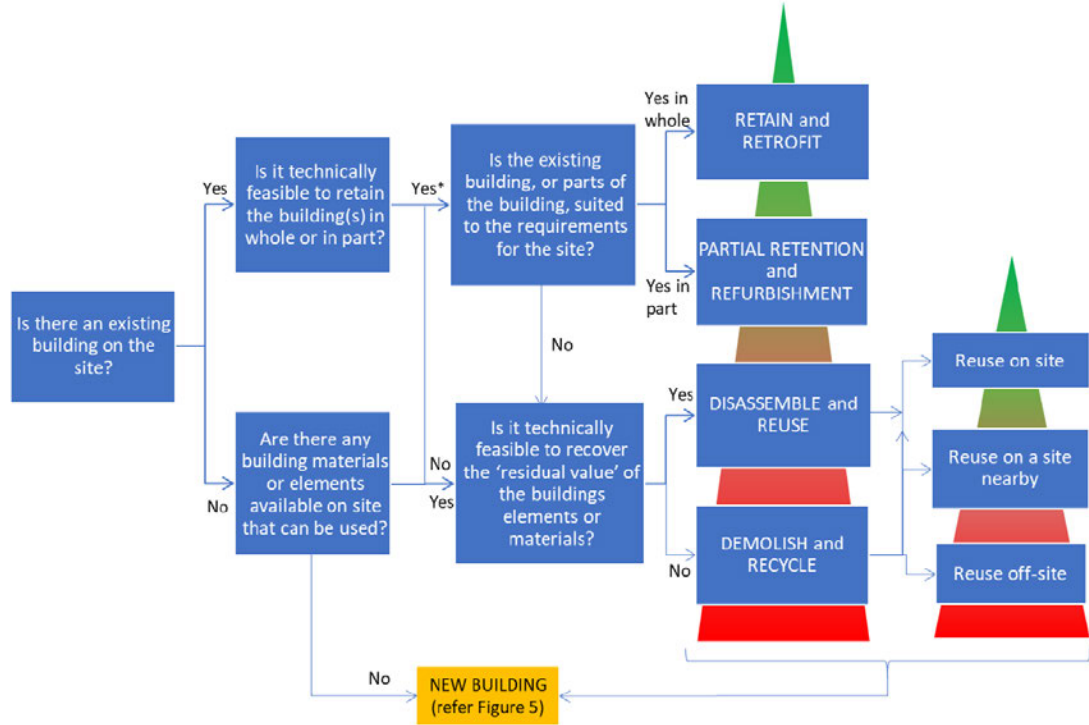 Is there an existing
building on the
site?
Yes
No
Is it technically
feasible to retain
the building(s) in
whole or in part?
Are there any
building materials
or elements
available on site
that can be used?
Yes*
No
Yes
Is the existing
building, or parts of
the building, suited
to the requirements
for the site?
No
Is it technically
feasible to recover
the ‘residual value’ of
the buildings
elements or
materials?
Yes in
whole
Yes in
part
Yes
No
RETAIN and
RETROFIT
PARTIAL RETENTION
and
REFURBISHMENT
DISASSEMBLE and
REUSE
DEMOLISH and
RECYCLE
Reuse on site
Reuse on a site
nearby
Reuse off-site
No
NEW BUILDING
(refer Figure 5)